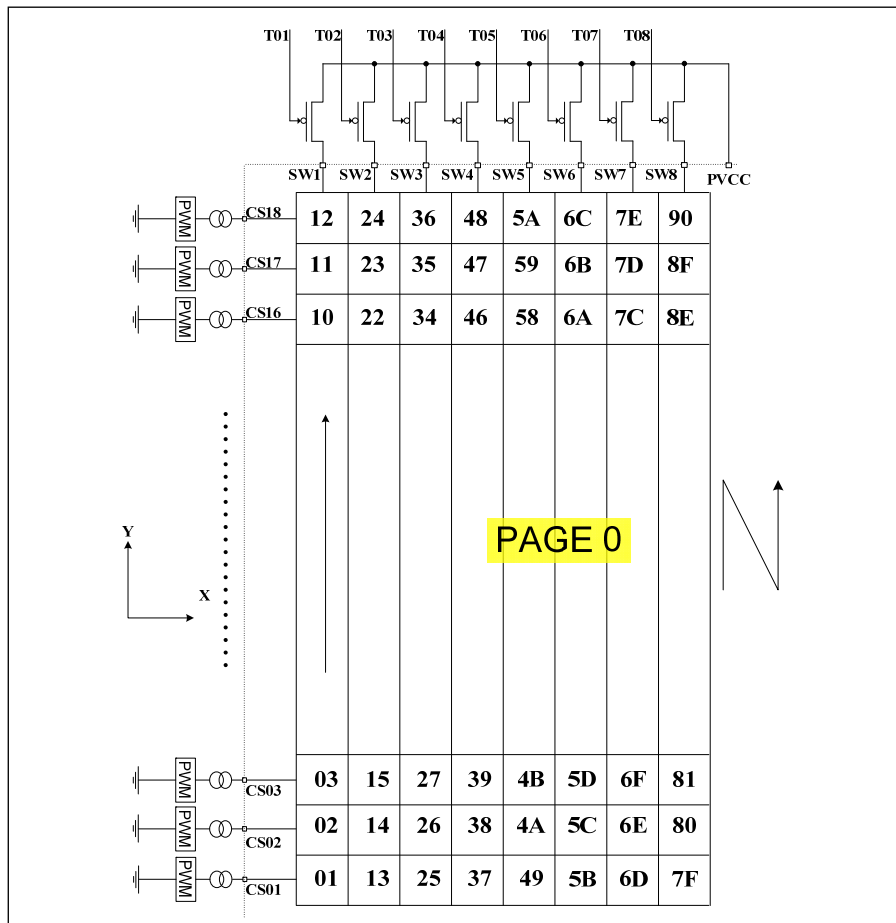 T01 T02 T03 T04 T05 T06 T07 T08
SW1 SW2 SW3 SW4 SW5 SW6 SW7 SW8 PVCC
PWM CS18 12 24 36 48 5A 6C 7E 90
PWM CS17 11 23 35 47 59 6B 7D 8F
PWM CS16 10 22 34 46 58 6A 7C 8E
PAGE 0
Y
X
PWM CS03 03 15 27 39 4B 5D 6F 81
PWM CS02 02 14 26 38 4A 5C 6E 80
PWM CS01 01 13 25 37 49 5B 6D 7F